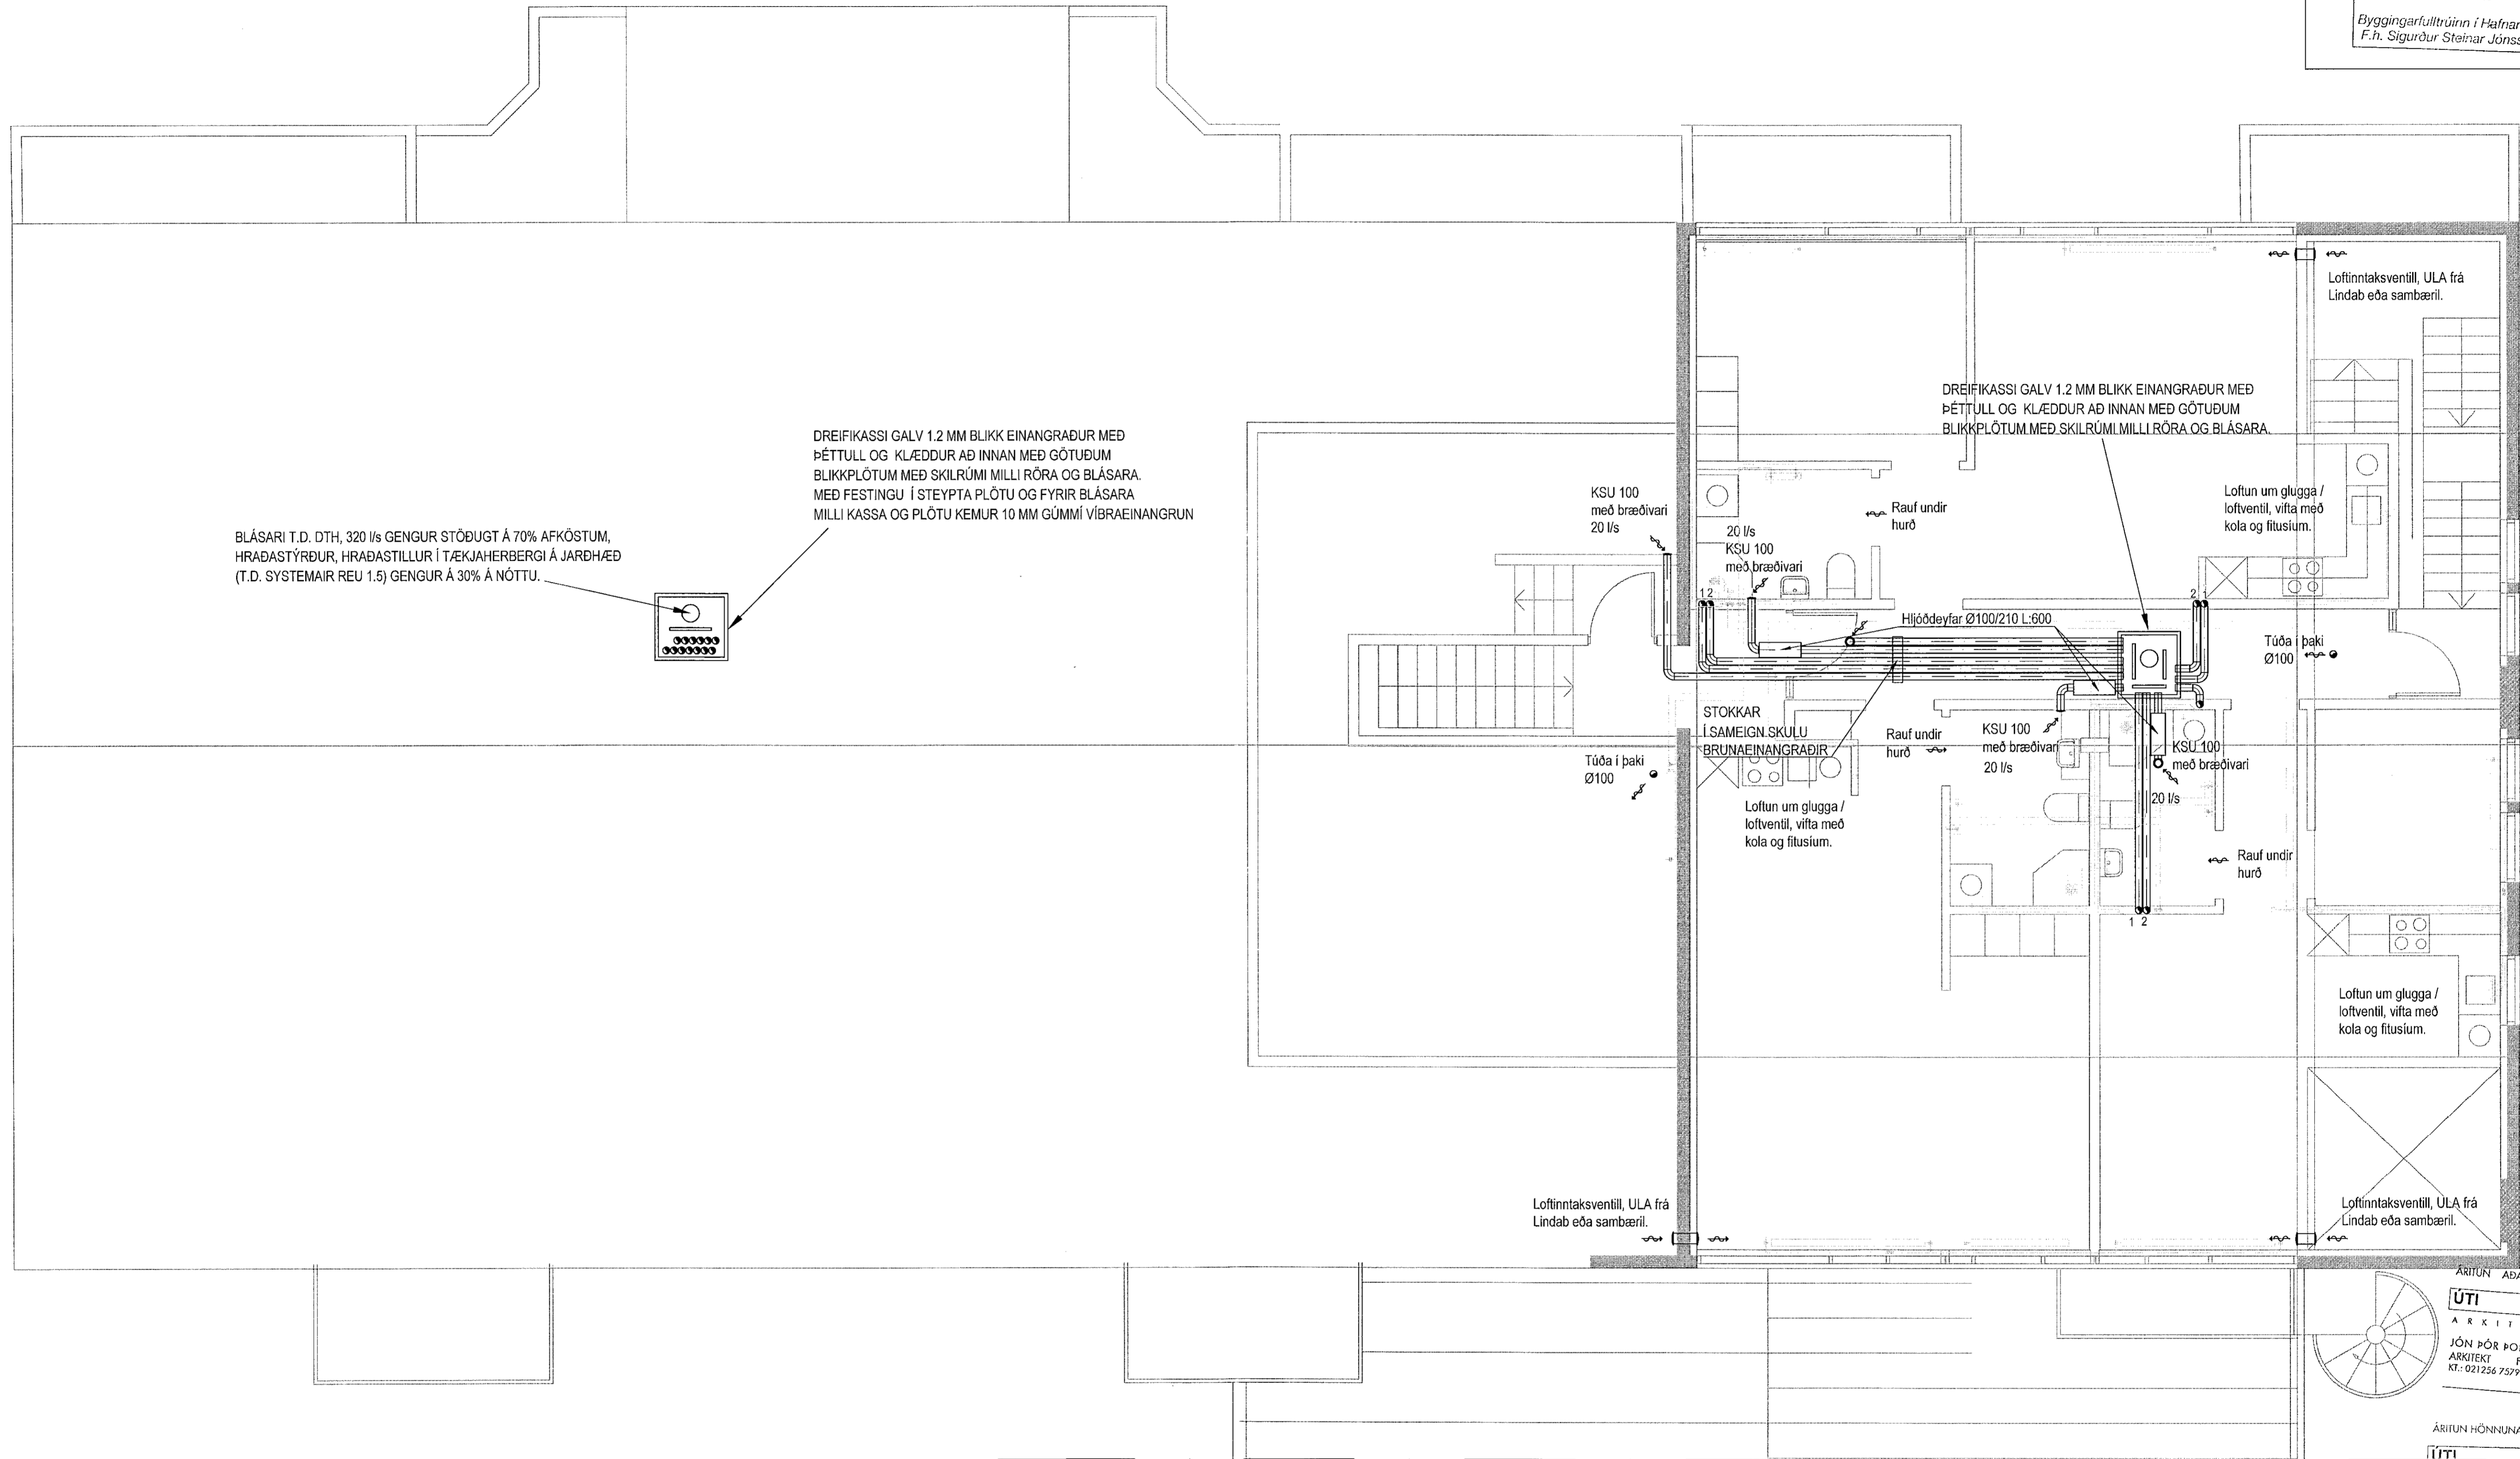 Byggingarfulltrúinn í
F.h. Sigurður Steinar
Loftinntaksventill, ULA frá
Lindab eða sambæril.
DREIFIKASSI GALV 1.2 MM BLIKK EINANGRAÐUR MEÐ
ÞÉTTULL OG KLÆDDUR AÐ INNAN MEÐ GÖTUÐUM
BLIKKPLÖTUM MEÐ SKILRÚMI MILLI RÖRA OG BLÁSARA.
DREIFIKASSI GALV 1.2 MM BLIKK EINANGRAÐUR MEÐ
ÞÉTTULL OG KLÆDDUR AÐ INNAN MEÐ GÖTUÐUM
BLIKKPLÖTUM MEÐ SKILRÚMI MILLI RÖRA OG BLÁSARA.
MEÐ FESTINGU Í STEYPTA PLÖTU OG FYRIR BLÁSARA
MILLI KASSA OG PLÖTU KEMUR 10 MM GÚMMÍ VÍBRAEINANGRUN
BLÁSARI T.D. DTH, 320 l/s GENGUR STÖÐUGT Á 70% AFKÖSTUM,
HRAÐASTÝRÐUR, HRAÐASTILLUR Í TÆKJAHERBERGI Á JARÐHÆÐ
(T.D. SYSTEMAIR REU 1.5) GENGUR Á 30% Á NÓTTU.
KSU 100
með bræðivari
20 l/s
20 l/s
KSU 100
með bræðivari
Rauf undir
hurð
Loftun um glugga /
loftventil, vifta með
kola og fitusíum.
1 2
2 1
Hljóðdeyfar Ø100/210 L:600
Túða í þaki
Ø100
STOKKAR
Í SAMEIGN SKULU
BRUNAEINANGRAÐIR
Rauf undir
hurð
KSU 100
með bræðivari
20 l/s
KSU 100
með bræðivari
20 l/s
Túða í þaki
Ø100
Loftun um glugga /
loftventil, vifta með
kola og fitusíum.
Rauf undir
hurð
1 2
Loftun um glugga /
loftventil, vifta með
kola og fitusíum.
Loftinntaksventill, ULA frá
Lindab eða sambæril.
Loftinntaksventill, ULA frá
Lindab eða sambæril.
ÁRITUN
ÚTI
ARKIT
JÓN ÞÓR
ARKITEKT
KT.: 021256 7579
ÁRITUN
ÚTI